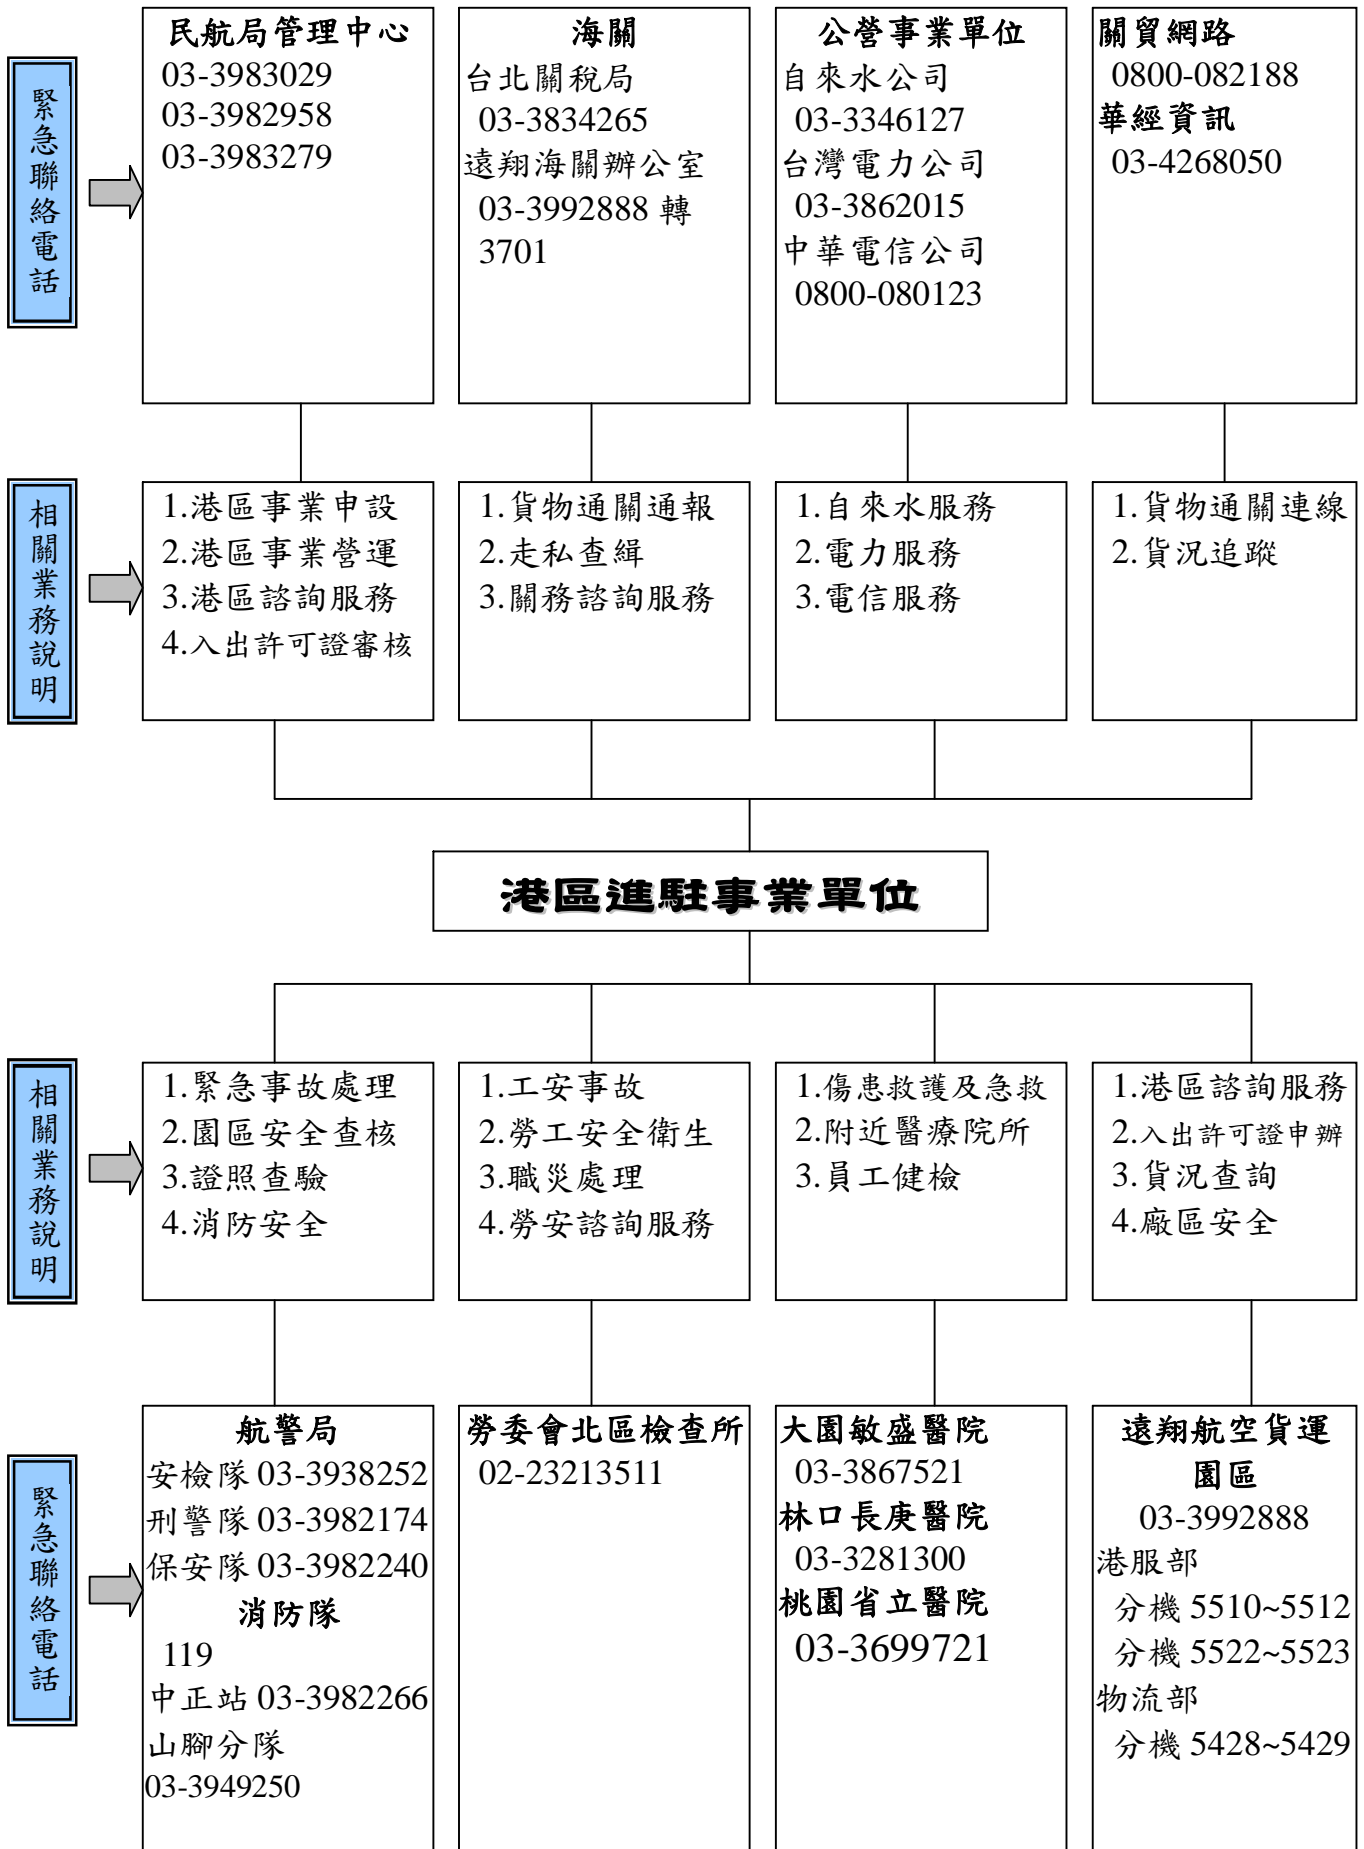 緊急聯絡電話
民航局管理中心
03-3983029
03-3982958
03-3983279
海關
台北關稅局
03-3834265
遠翔海關辦公室
03-3992888 轉
3701
公營事業單位
自來水公司
03-3346127
台灣電力公司
03-3862015
中華電信公司
0800-080123
關貿網路
0800-082188
華經資訊
03-4268050
相關業務說明
1.港區事業申設
2.港區事業營運
3.港區諮詢服務
4.入出許可證審核
1.貨物通關通報
2.走私查緝
3.關務諮詢服務
1.自來水服務
2.電力服務
3.電信服務
1.貨物通關連線
2.貨況追蹤
港區進駐事業單位
相關業務說明
1.緊急事故處理
2.園區安全查核
3.證照查驗
4.消防安全
1.工安事故
2.勞工安全衛生
3.職災處理
4.勞安諮詢服務
1.傷患救護及急救
2.附近醫療院所
3.員工健檢
1.港區諮詢服務
2.入出許可證申辦
3.貨況查詢
4.廠區安全
緊急聯絡電話
航警局
安檢隊 03-3938252
刑警隊 03-3982174
保安隊 03-3982240
消防隊
119
中正站 03-3982266
山腳分隊
03-3949250
勞委會北區檢查所
02-23213511
大園敏盛醫院
03-3867521
林口長庚醫院
03-3281300
桃園省立醫院
03-3699721
遠翔航空貨運
園區
03-3992888
港服部
分機 5510~5512
分機 5522~5523
物流部
分機 5428~5429